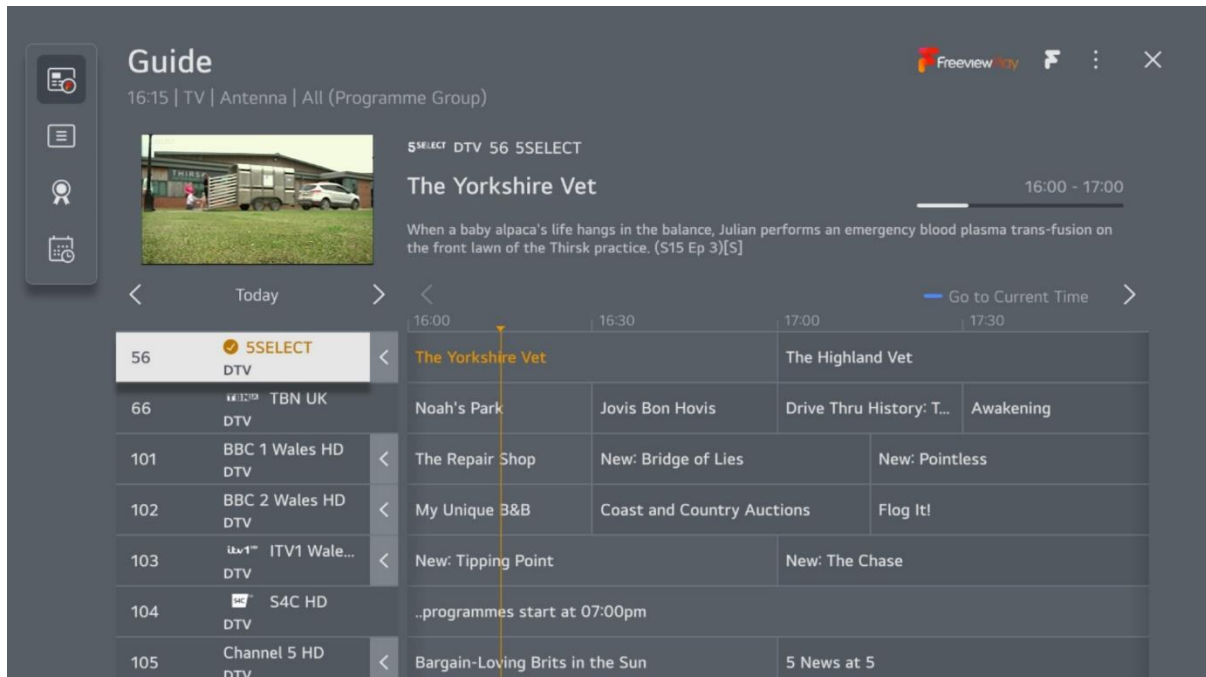 Guide
FreeviewPlay
16:15 | TV | Antenna | All (Programme Group)
THIRSK
5SELECT DTV 56 5SELECT
The Yorkshire Vet
16:00 - 17:00
When a baby alpaca's life hangs in the balance, Julian performs an emergency blood plasma trans-fusion on
the front lawn of the Thirsk practice. (S15 Ep 3)[S]
Today
Go to Current Time
16:00 16:30 17:00 17:30
56 5SELECT
DTV
The Yorkshire Vet The Highland Vet
66 TBN UK
DTV
Noah's Park Jovis Bon Hovis Drive Thru History: T... Awakening
101 BBC 1 Wales HD
DTV
The Repair Shop New: Bridge of Lies New: Pointless
102 BBC 2 Wales HD
DTV
My Unique B&B Coast and Country Auctions Flog It!
103 itv1 ITV1 Wale...
DTV
New: Tipping Point New: The Chase
104 S4C S4C HD
DTV
..programmes start at 07:00pm
105 Channel 5 HD
DTV
Bargain-Loving Brits in the Sun 5 News at 5